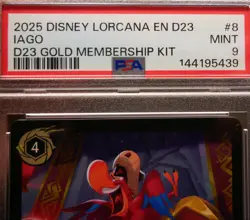 2025 DISNEY LORCANA EN D23 #8
IAGO MINT
D23 GOLD MEMBERSHIP KIT 9
PSA 144195439
4